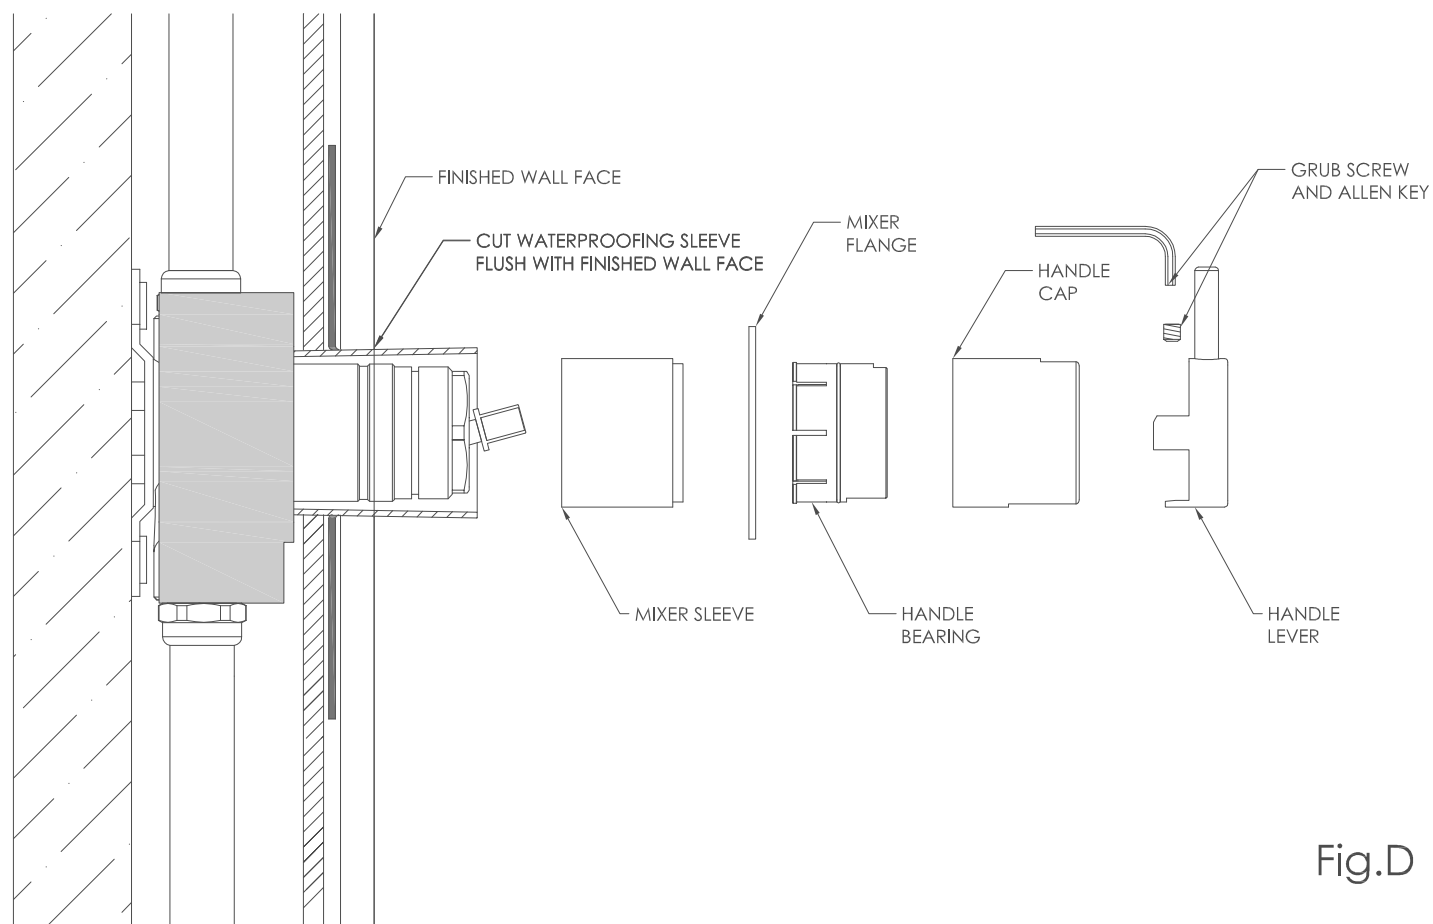 FINISHED WALL FACE
CUT WATERPROOFING SLEEVE
FLUSH WITH FINISHED WALL FACE
MIXER
FLANGE
HANDLE
CAP
GRUB SCREW
AND ALLEN KEY
MIXER SLEEVE
HANDLE
BEARING
HANDLE
LEVER
Fig.D